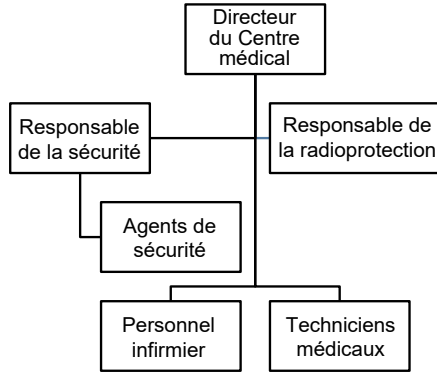 Directeur
du Centre
médical
Responsable
de la sécurité
Responsable de
la radioprotection
Agents de
sécurité
Personnel
infirmier
Techniciens
médicaux